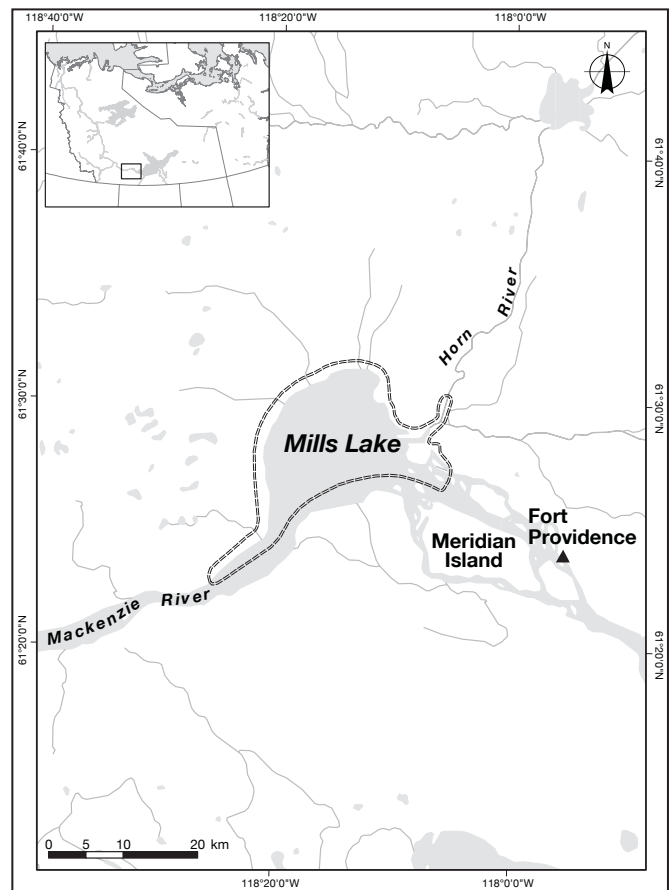 118°40'0"W
118°20'0"W
118°0'0"W
N
61°40'0"N
61°40'0"N
Horn River
61°30'0"N
61°30'0"N
Mills Lake
Fort
Providence
Meridian
Island
Mackenzie River
61°20'0"N
61°20'0"N
0 5 10 20 km
118°20'0"W
118°0'0"W